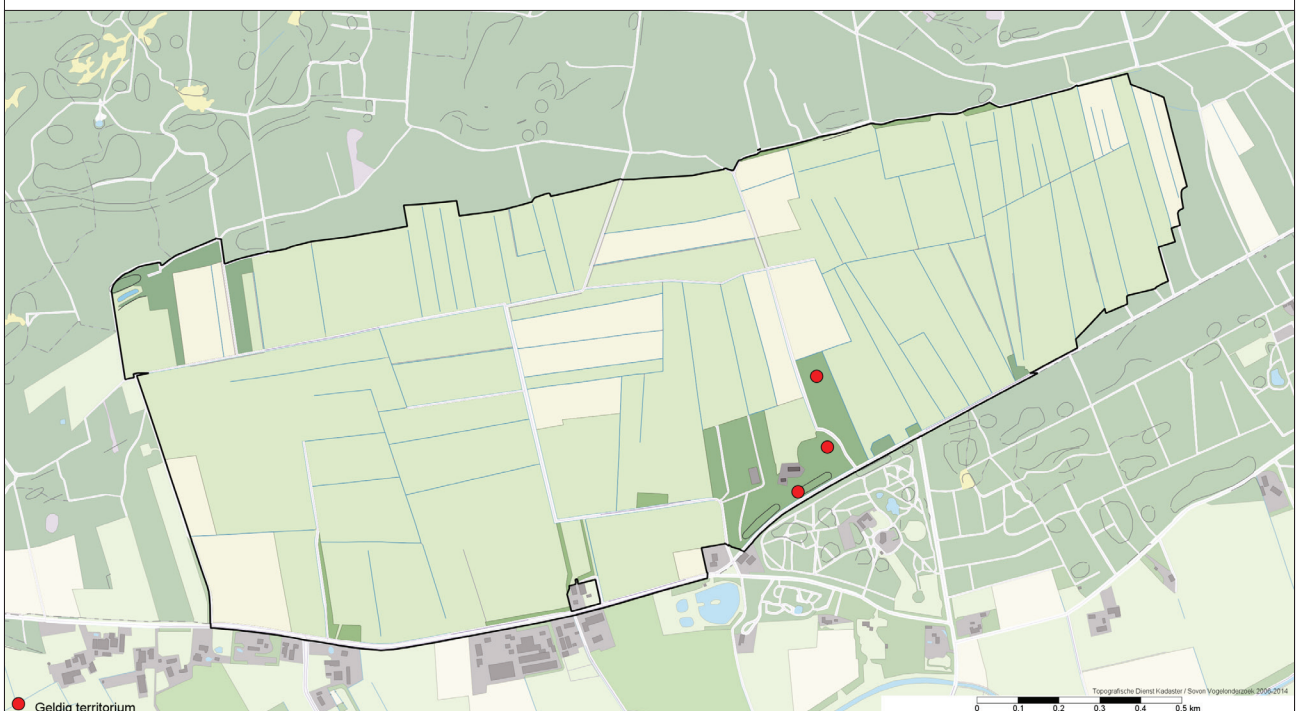 Topografische Dienst Kadaster / Sovon Vogelonderzoek 2006-2014
Geldig territorium
0 0.1 0.2 0.3 0.4 0.5 km